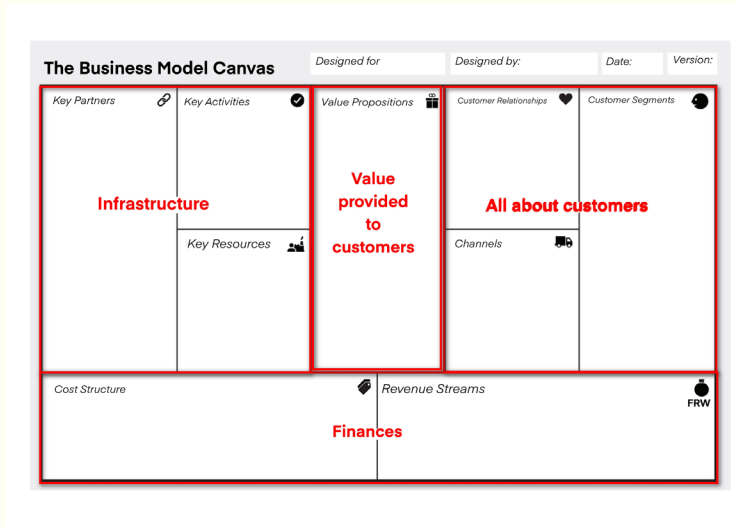 The Business Model Canvas
Designed for
Designed by:
Date:
Version:
Key Partners
Key Activities
Value Propositions
Customer Relationships
Customer Segments
Infrastructure
Value
provided
to
customers
All about customers
Key Resources
Channels
Cost Structure
Revenue Streams
FRW
Finances